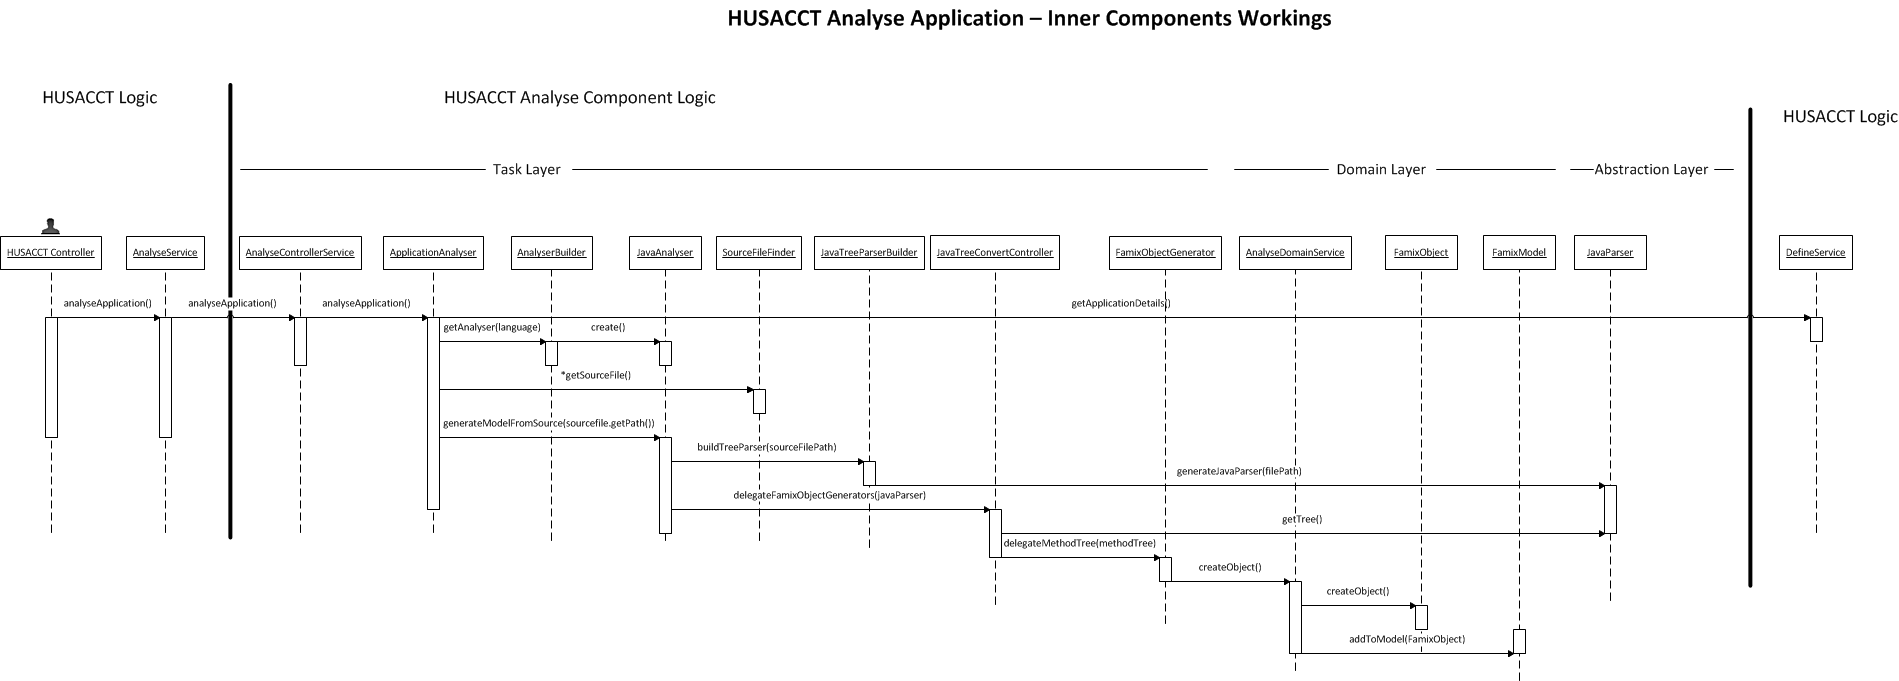 HUSACCT Analyse Application – Inner Components Workings
HUSACCT Logic
HUSACCT Analyse Component Logic
HUSACCT Logic
Task Layer
Domain Layer
Abstraction Layer
HUSACCT Controller
AnalyseService
AnalyseControllerService
ApplicationAnalyser
AnalyserBuilder
JavaAnalyser
SourceFileFinder
JavaTreeParserBuilder
JavaTreeConvertController
FamixObjectGenerator
AnalyseDomainService
FamixObject
FamixModel
JavaParser
DefineService
analyseApplication()
analyseApplication()
analyseApplication()
getApplicationDetails()
getAnalyser(language)
create()
*getSourceFile()
generateModelFromSource(sourcefile.getPath())
buildTreeParser(sourceFilePath)
generateJavaParser(filePath)
delegateFamixObjectGenerators(javaParser)
getTree()
delegateMethodTree(methodTree)
createObject()
createObject()
addToModel(FamixObject)